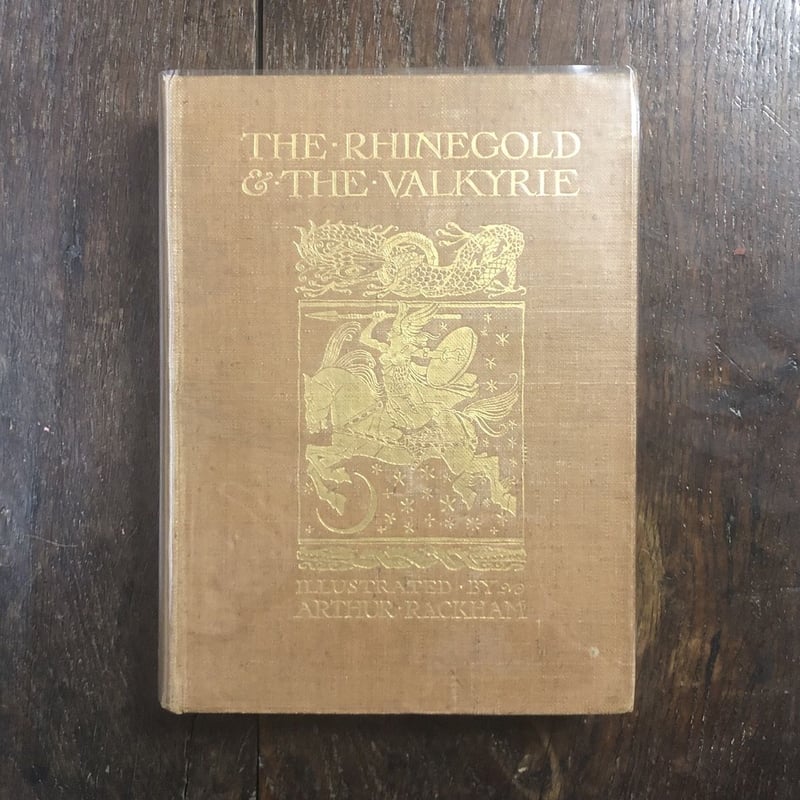 THE·RHINEGOLD
&·THE·VALKYRIE
ILLUSTRATED·BY
ARTHUR·RACKHAM